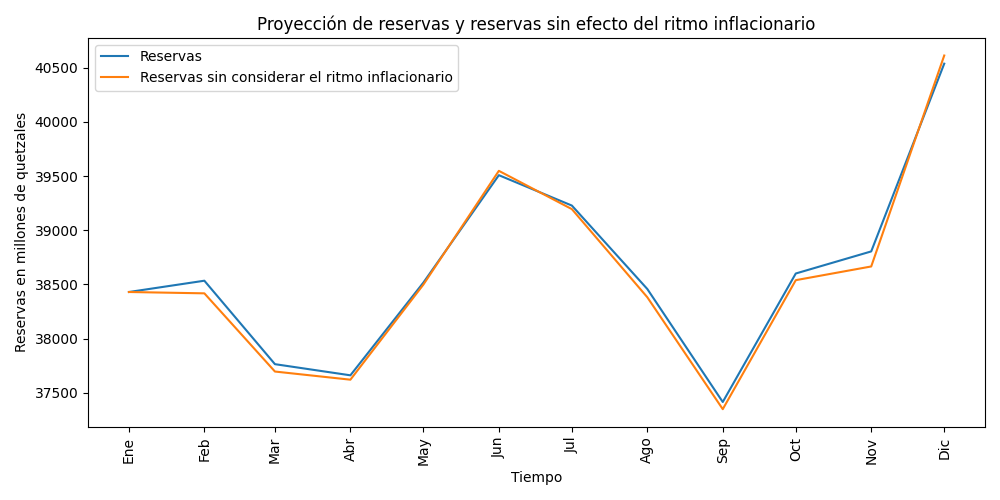 Proyección de reservas y reservas sin efecto del ritmo inflacionario
Reservas
Reservas sin considerar el ritmo inflacionario
Reservas en millones de quetzales
40500
40000
39500
39000
38500
38000
37500
Ene
Feb
Mar
Abr
May
Jun
Jul
Ago
Sep
Oct
Nov
Dic
Tiempo